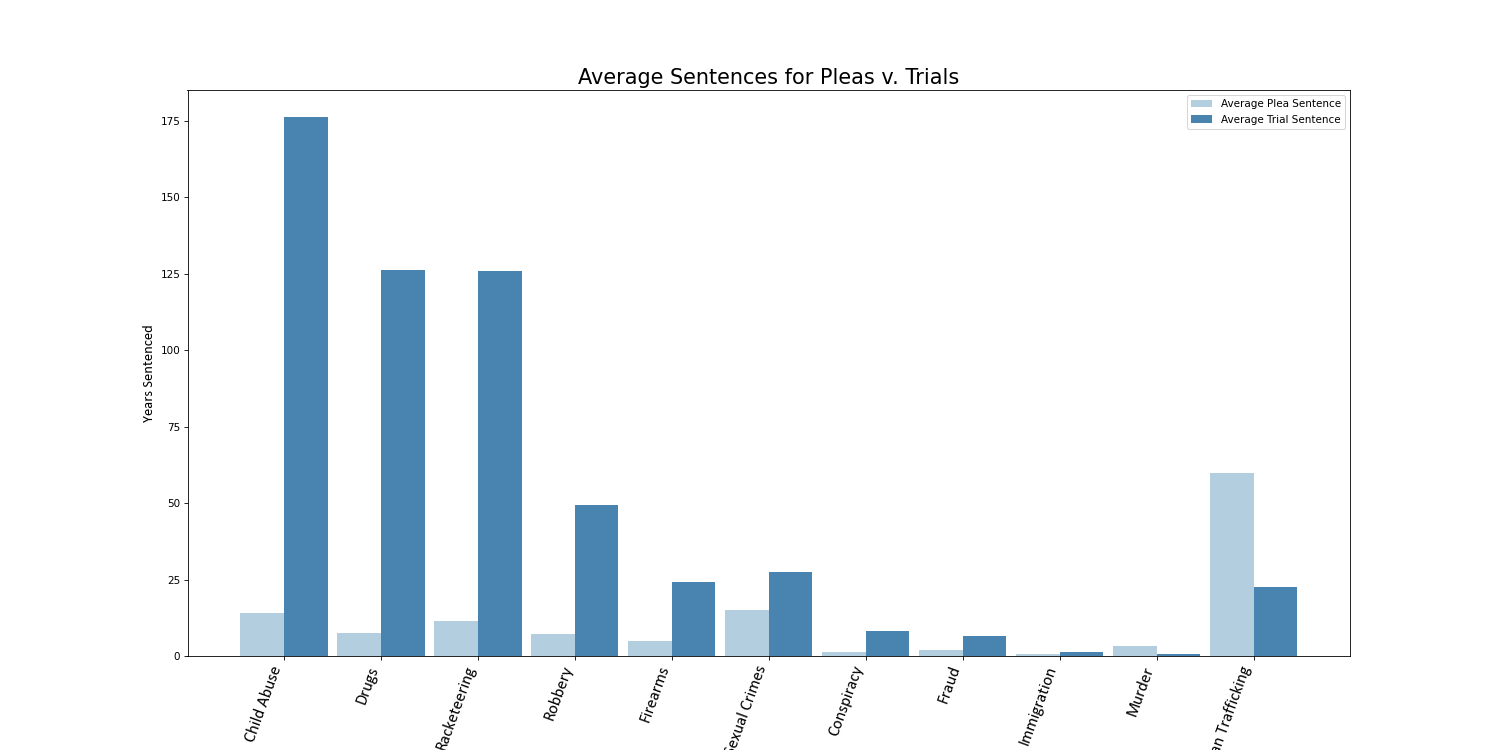 Average Sentences for Pleas v. Trials
Average Plea Sentence
Average Trial Sentence
Years Sentenced
175
150
125
100
75
50
25
0
Child Abuse
Drugs
Racketeering
Robbery
Firearms
Sexual Crimes
Conspiracy
Fraud
Immigration
Murder
an Trafficking